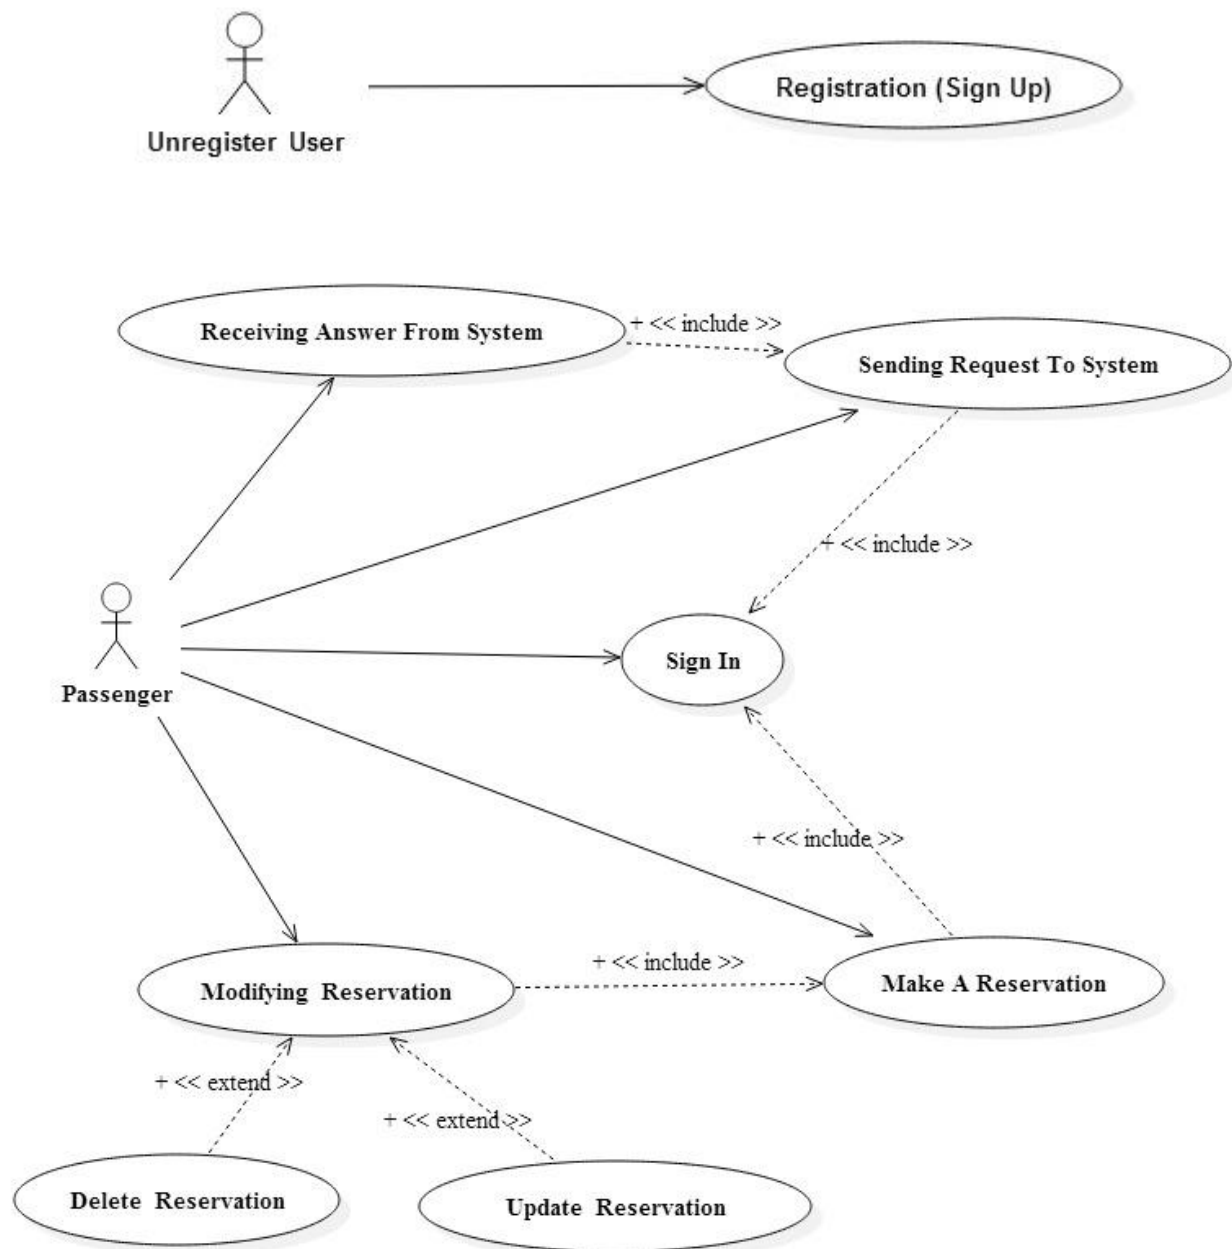 Registration (Sign Up)
Unregister User
Receiving Answer From System
+ << include >>
Sending Request To System
+ << include >>
Sign In
Passenger
+ << include >>
+ << include >>
Make A Reservation
Modifying Reservation
+ << extend >>
+ << extend >>
Delete Reservation
Update Reservation